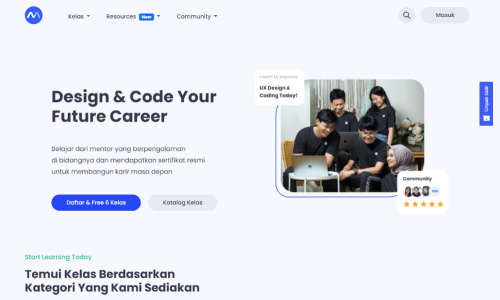 Kelas
Resources New
Community
Masuk
I want to improve
UX Design &
Coding Today!
Design & Code Your
Future Career
Belajar dari mentor yang berpengalaman
di bidangnya dan mendapatkan sertifikat resmi
untuk membangun karir masa depan
Daftar & Free 6 Kelas
Katalog Kelas
Community
Start Learning Today
Temui Kelas Berdasarkan
Kategori Yang Kami Sediakan